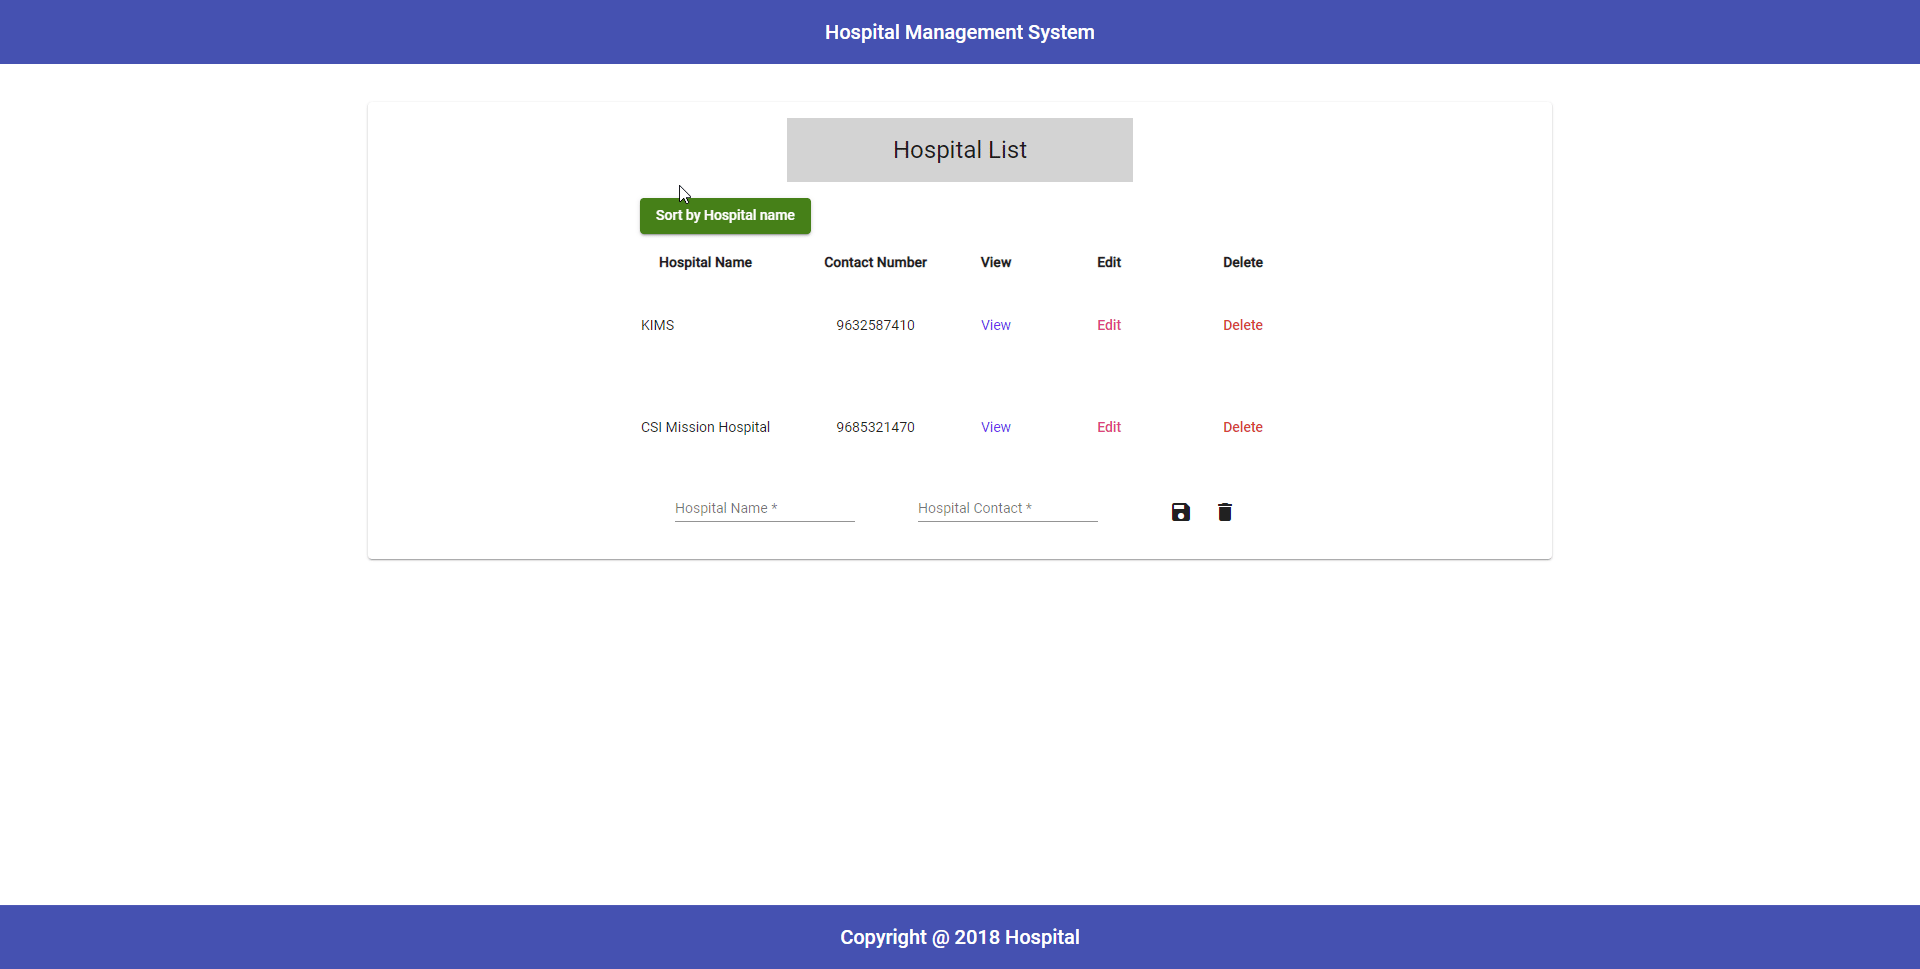 Hospital Management System
Hospital List
Sort by Hospital name
Hospital Name Contact Number View Edit Delete
KIMS 9632587410 View Edit Delete
CSI Mission Hospital 9685321470 View Edit Delete
Hospital Name * Hospital Contact *
Copyright @ 2018 Hospital